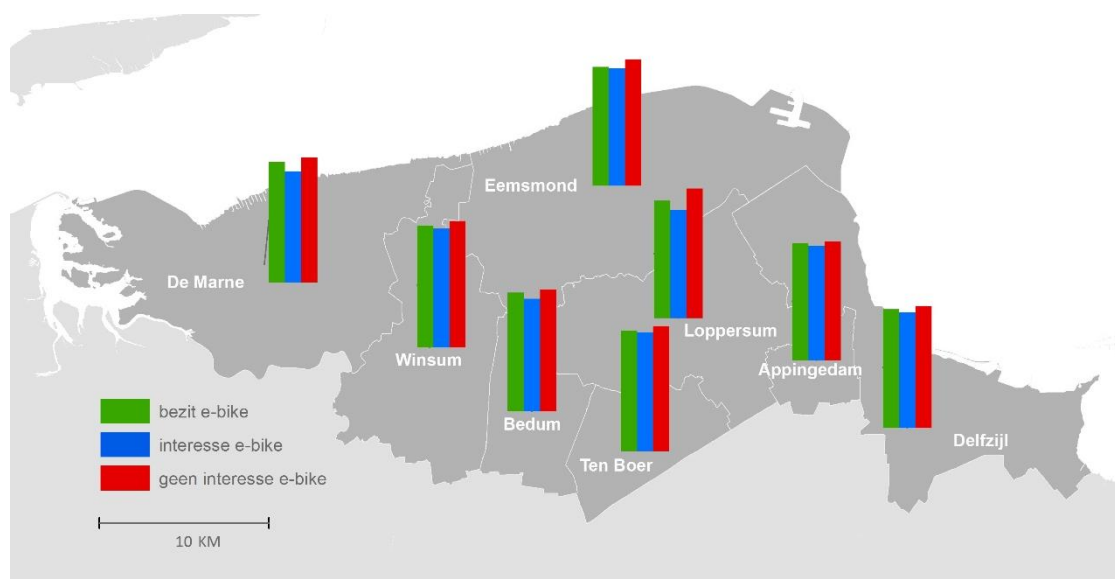 Eemsmond
De Marne
Loppersum
Winsum
Appingedam
Bedum
Delfzijl
Ten Boer
bezit e-bike
interesse e-bike
geen interesse e-bike
10 KM